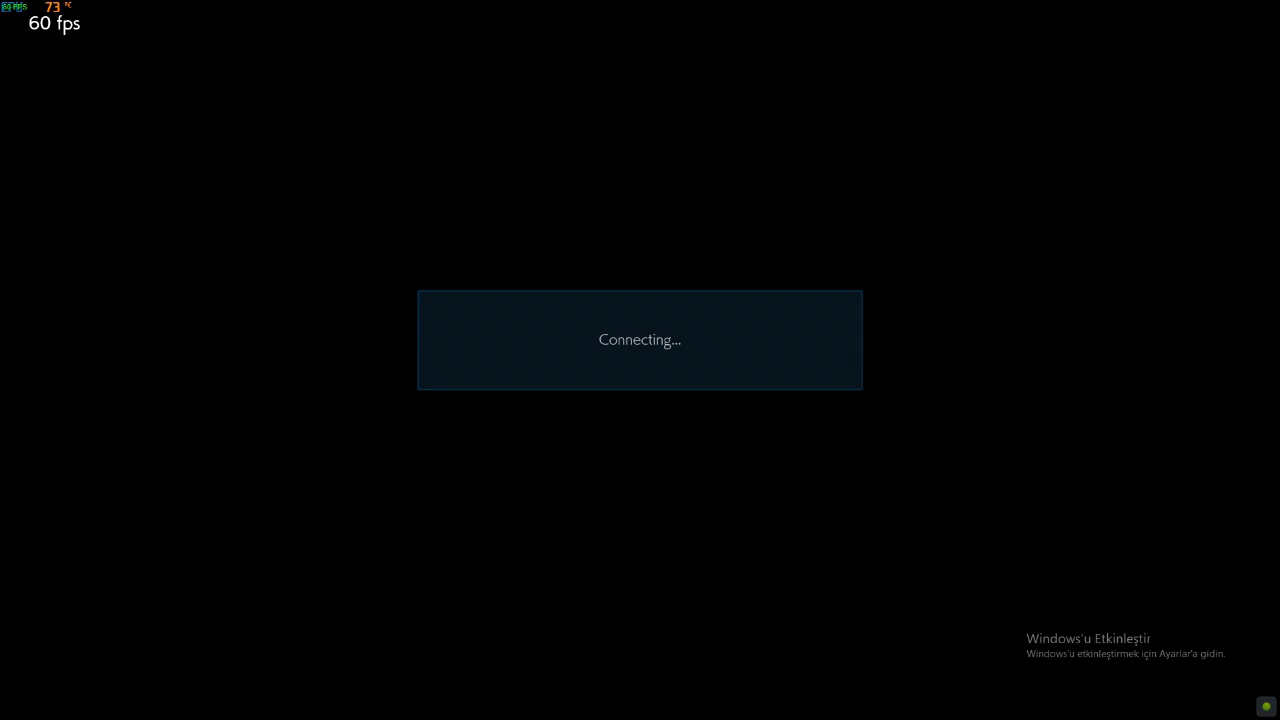 73 °C
60 fps
Connecting...
Windows'u Etkinleştir
Windows'u etkinleştirmek için Ayarlar'a gidin.